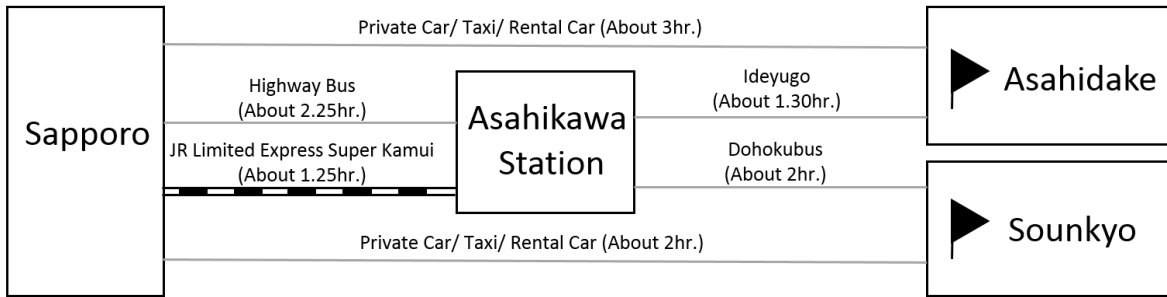 Private Car/ Taxi/ Rental Car (About 3hr.)
Sapporo
Highway Bus
(About 2.25hr.)
JR Limited Express Super Kamui
(About 1.25hr.)
Asahikawa
Station
Ideyugo
(About 1.30hr.)
Dohokubus
(About 2hr.)
Asahidake
Sounkyo
Private Car/ Taxi/ Rental Car (About 2hr.)